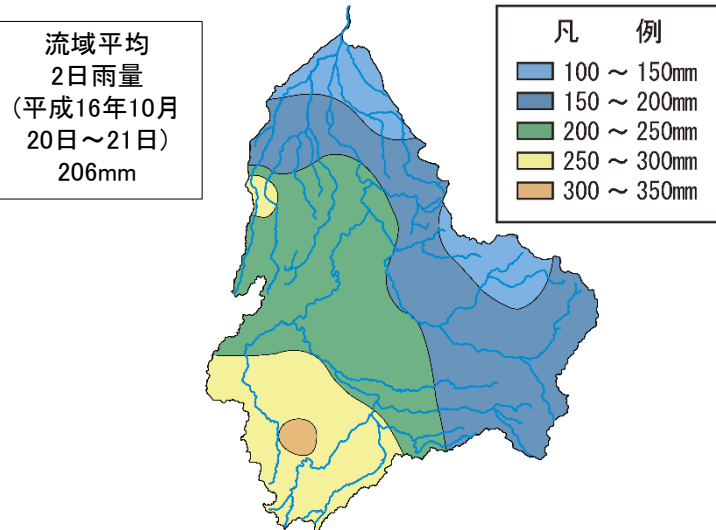 流域平均
2日雨量
(平成16年10月
20日～21日)
206mm
凡 例
100 ～ 150mm
150 ～ 200mm
200 ～ 250mm
250 ～ 300mm
300 ～ 350mm